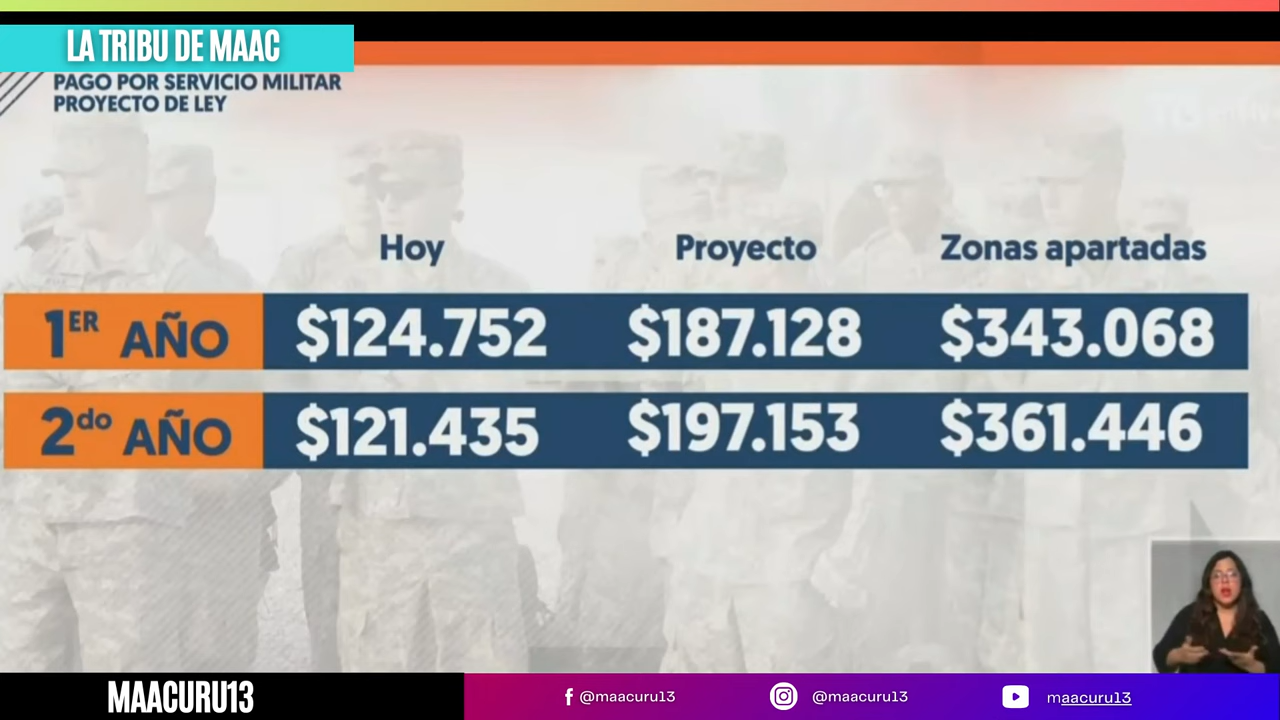 LA TRIBU DE MAAC
PAGO POR SERVICIO MILITAR
PROYECTO DE LEY
Hoy Proyecto Zonas apartadas
1ER AÑO $124.752 $187.128 $343.068
2do AÑO $121.435 $197.153 $361.446
MAACURU13
@maacuru13 @maacuru13 maacuru13